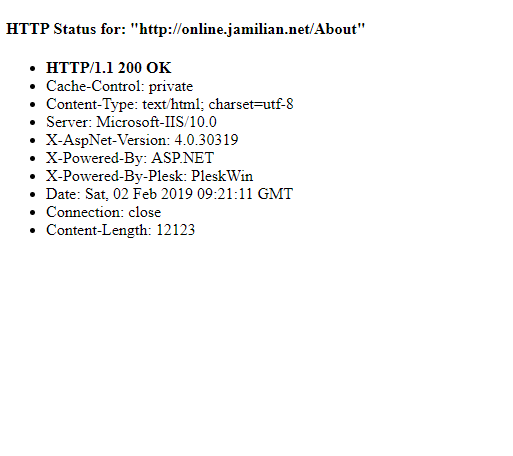 HTTP Status for: "http://online.jamilian.net/About"
HTTP/1.1 200 OK
Cache-Control: private
Content-Type: text/html; charset=utf-8
Server: Microsoft-IIS/10.0
X-AspNet-Version: 4.0.30319
X-Powered-By: ASP.NET
X-Powered-By-Plesk: PleskWin
Date: Sat, 02 Feb 2019 09:21:11 GMT
Connection: close
Content-Length: 12123